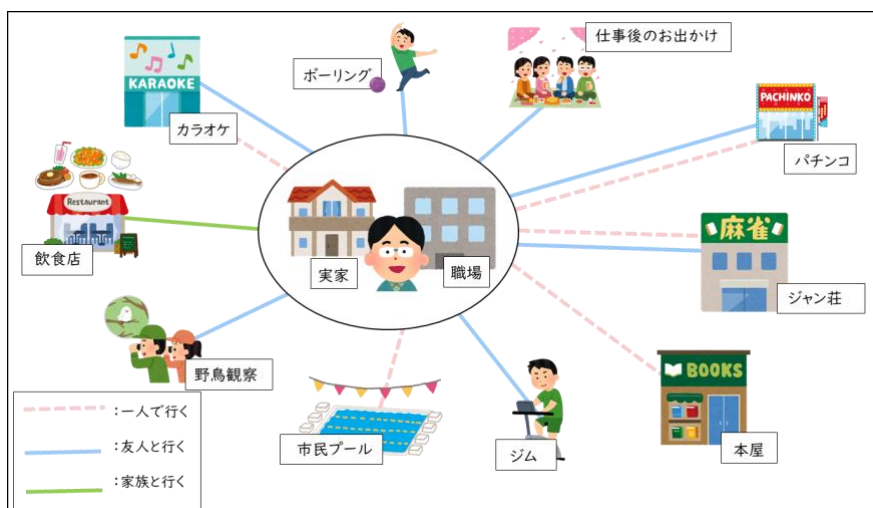 仕事後のお出かけ
ボーリング
KARAOKE
カラオケ
PACHINKO
パチンコ
Restaurant
飲食店
実家
職場
麻雀
ジャン荘
野鳥観察
BOOKS
本屋
市民プール
ジム
:一人で行く
:友人と行く
:家族と行く